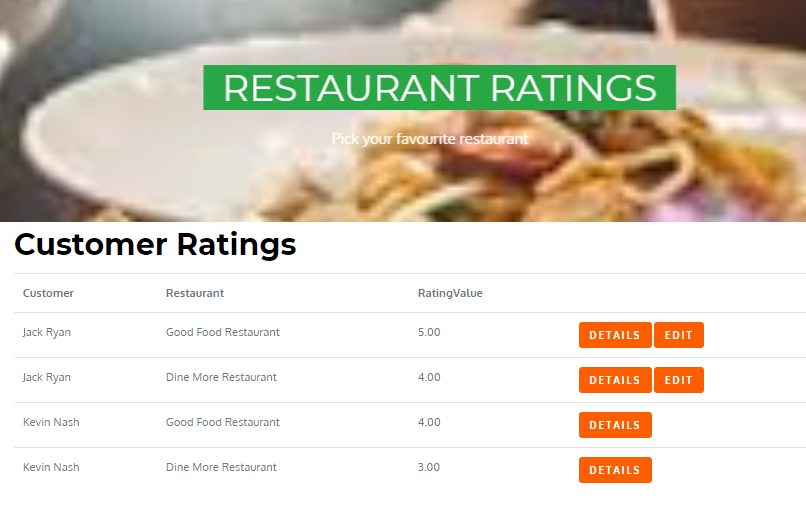 RESTAURANT RATINGS
Pick your favourite restaurant
Customer Ratings
Customer Restaurant RatingValue
Jack Ryan Good Food Restaurant 5.00 DETAILS EDIT
Jack Ryan Dine More Restaurant 4.00 DETAILS EDIT
Kevin Nash Good Food Restaurant 4.00 DETAILS
Kevin Nash Dine More Restaurant 3.00 DETAILS